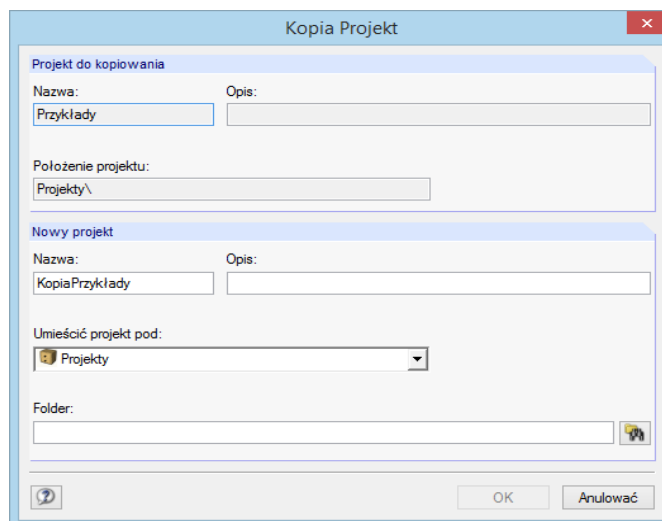 Kopia Projekt
Projekt do kopiowania
Nazwa: Opis:
Przykłady
Położenie projektu:
Projekty\
Nowy projekt
Nazwa: Opis:
KopiaPrzykłady
Umieścić projekt pod:
Projekty
Folder:
OK Anulować